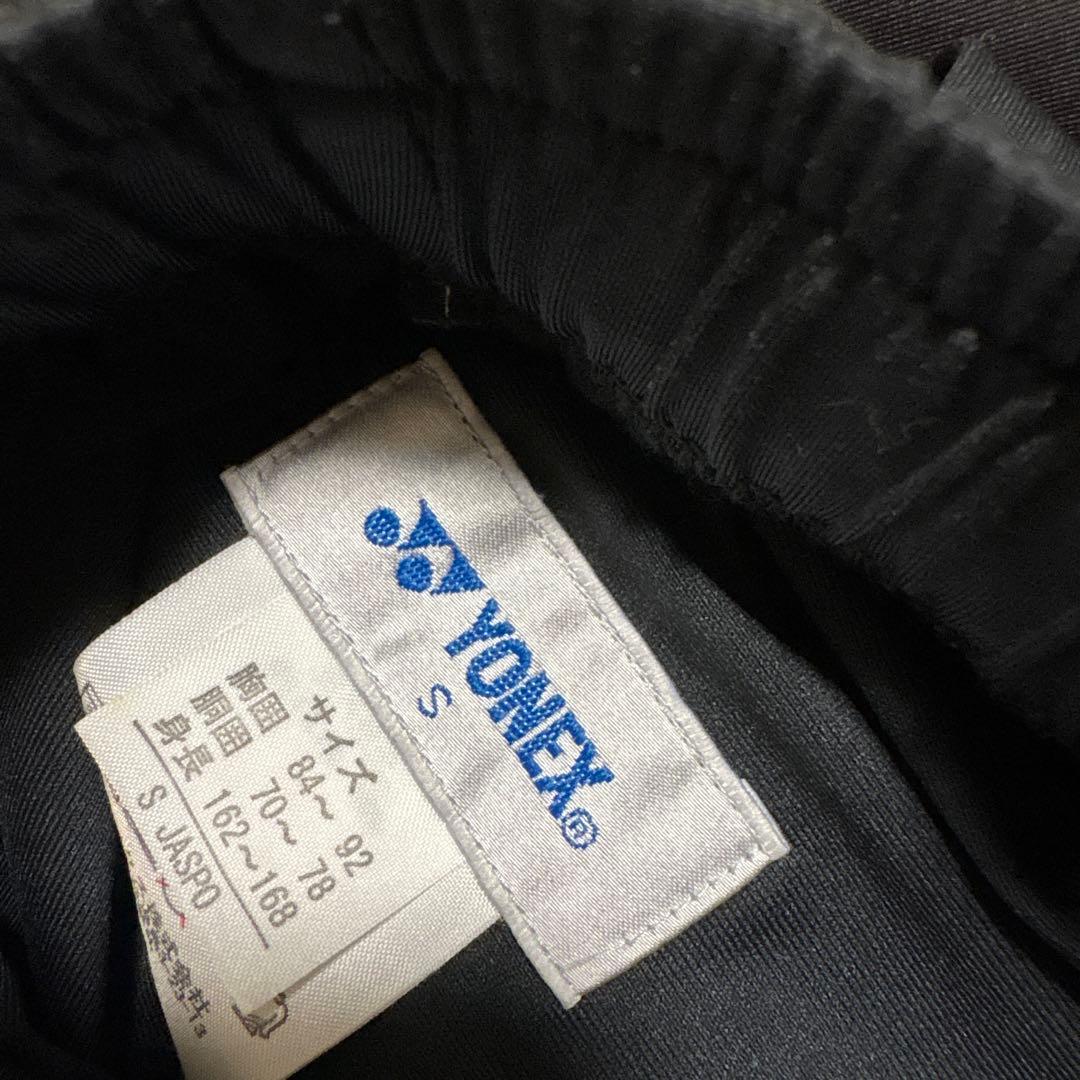 YONEX®
S
サイズ
胸囲 84～ 92
胴囲 70～ 78
身長 162～168
S JASPO